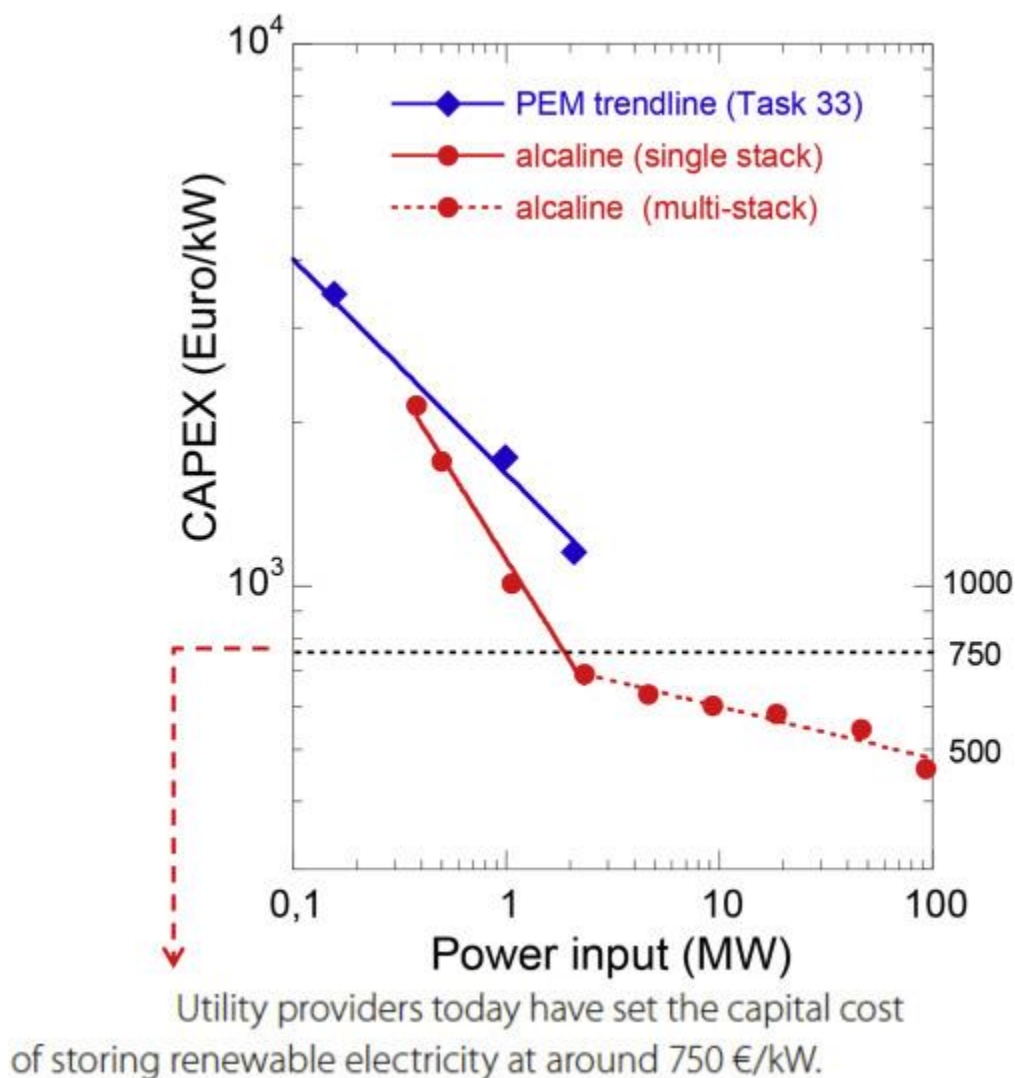 10⁴
PEM trendline (Task 33)
alcaline (single stack)
alcaline (multi-stack)
CAPEX (Euro/kW)
10³
1000
750
500
0,1 1 10 100
Power input (MW)
Utility providers today have set the capital cost
of storing renewable electricity at around 750 €/kW.